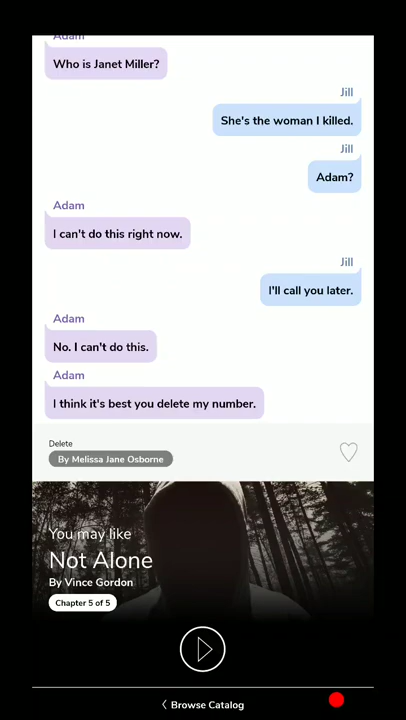 Adam
Who is Janet Miller?
Jill
She's the woman I killed.
Jill
Adam?
Adam
I can't do this right now.
Jill
I'll call you later.
Adam
No. I can't do this.
Adam
I think it's best you delete my number.
Delete
By Melissa Jane Osborne
You may like
Not Alone
By Vince Gordon
Chapter 5 of 5
Browse Catalog